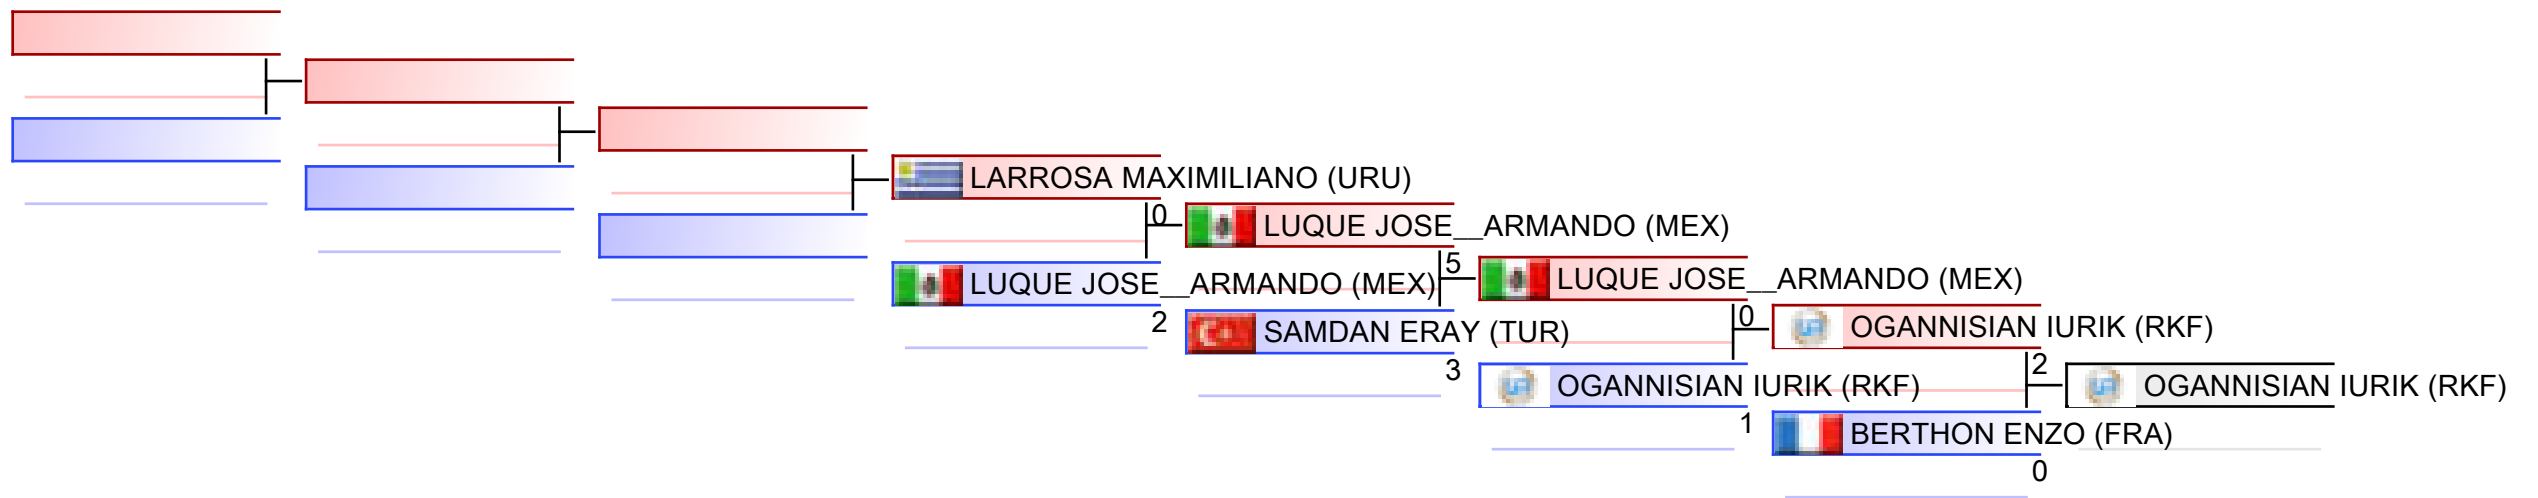 LARROSA MAXIMILIANO (URU)
0
LUQUE JOSE__ARMANDO (MEX)
LUQUE JOSE__ARMANDO (MEX)
2
5
LUQUE JOSE__ARMANDO (MEX)
SAMDAN ERAY (TUR)
3
0
OGANNISIAN IURIK (RKF)
OGANNISIAN IURIK (RKF)
1
2
OGANNISIAN IURIK (RKF)
BERTHON ENZO (FRA)
0